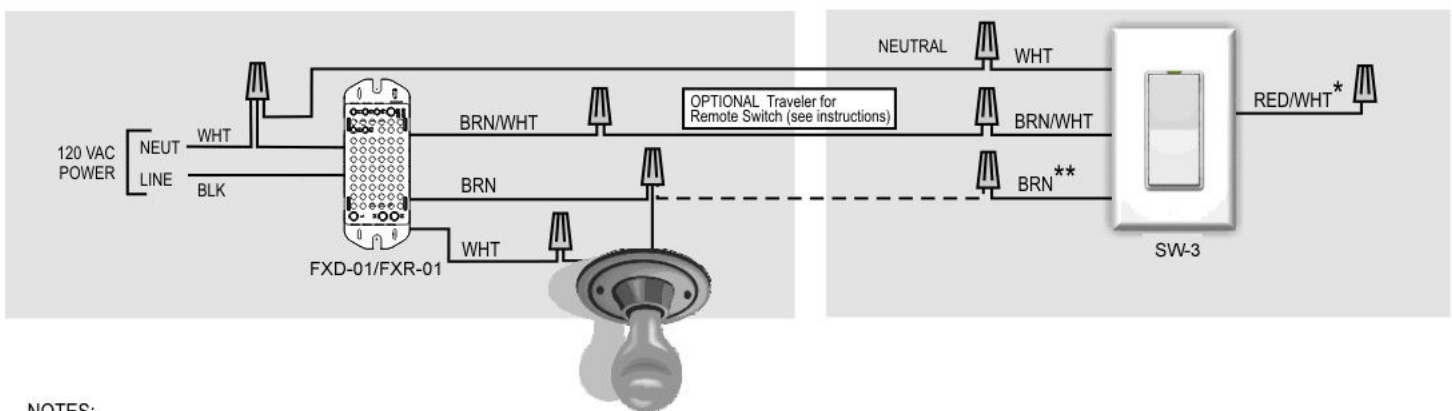 NEUTRAL
WHT
OPTIONAL Traveler for
Remote Switch (see instructions)
RED/WHT*
BRN/WHT
BRN/WHT
120 VAC
POWER
NEUT
WHT
LINE
BLK
BRN
BRN**
WHT
FXD-01/FXR-01
SW-3
NOTES: